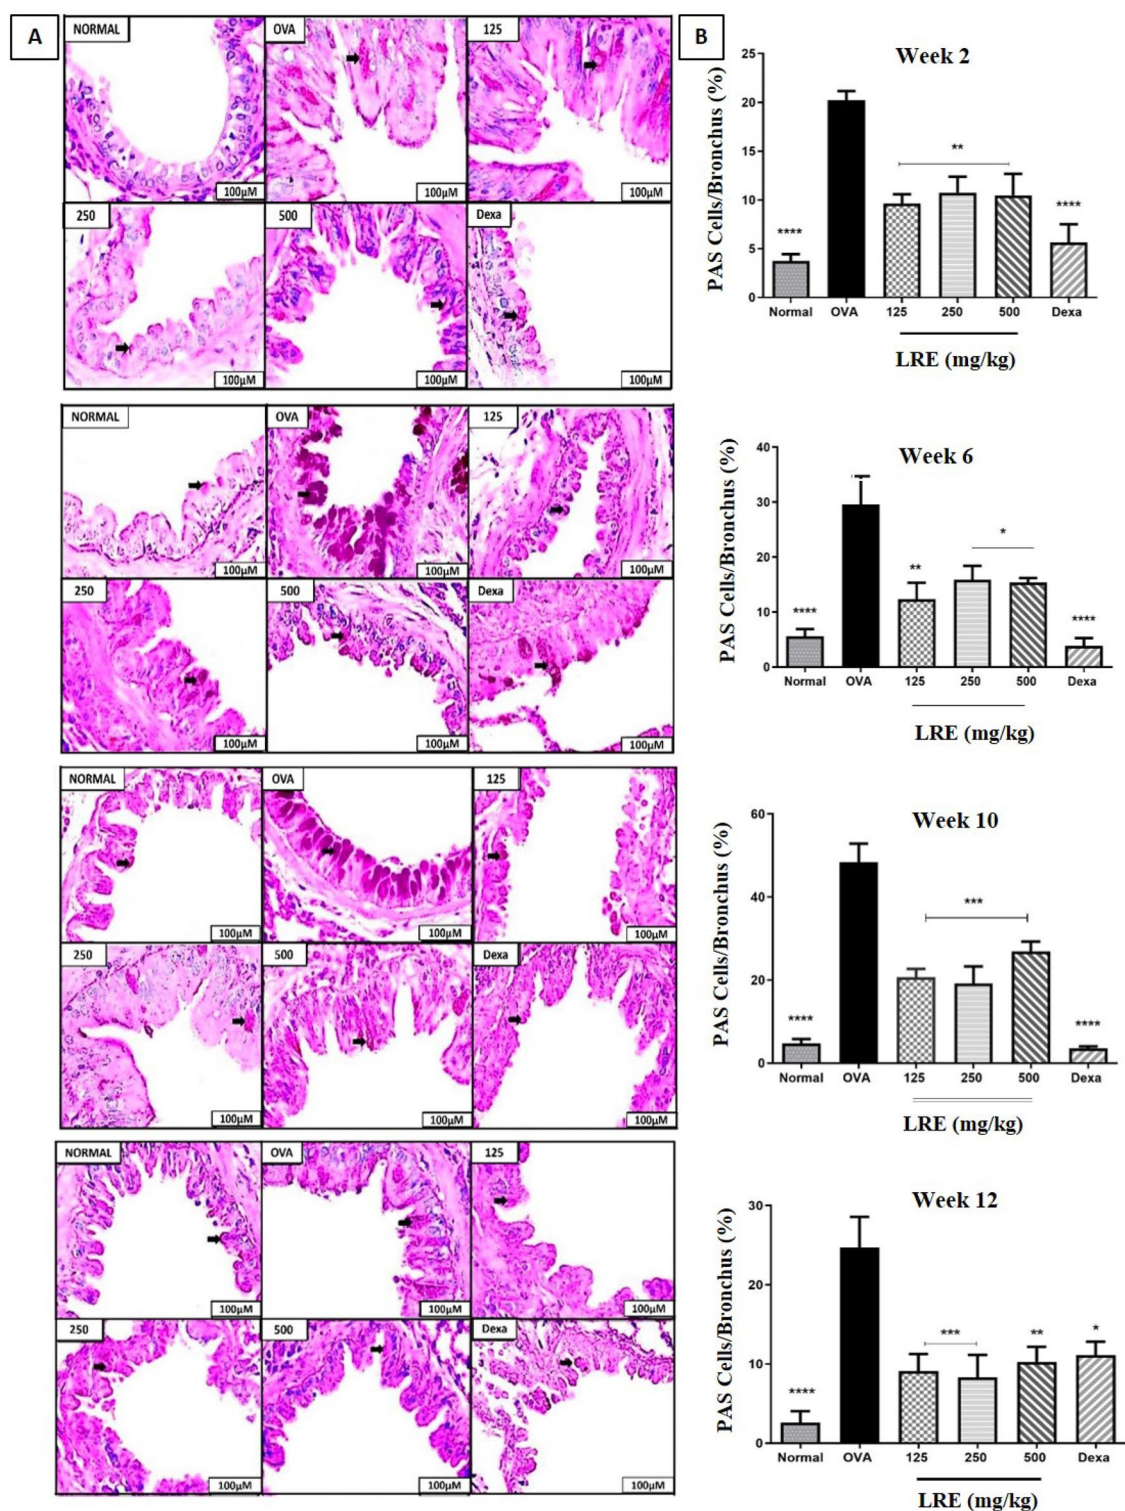 A
NORMAL
OVA
125
100µM
100µM
100µM
250
500
Dexa
100µM
100µM
100µM
NORMAL
OVA
125
100µM
100µM
100µM
250
500
Dexa
100µM
100µM
100µM
NORMAL
OVA
125
100µM
100µM
100µM
250
500
Dexa
100µM
100µM
100µM
NORMAL
OVA
125
100µM
100µM
100µM
250
500
Dexa
100µM
100µM
100µM
B
Week 2
PAS Cells/Bronchus (%)
25
20
15
10
5
0
****
**
****
Normal OVA 125 250 500 Dexa
LRE (mg/kg)
Week 6
PAS Cells/Bronchus (%)
40
30
20
10
0
****
**
*
****
Normal OVA 125 250 500 Dexa
LRE (mg/kg)
Week 10
PAS Cells/Bronchus (%)
60
40
20
0
****
***
****
Normal OVA 125 250 500 Dexa
LRE (mg/kg)
Week 12
PAS Cells/Bronchus (%)
30
20
10
0
****
***
**
*
Normal OVA 125 250 500 Dexa
LRE (mg/kg)